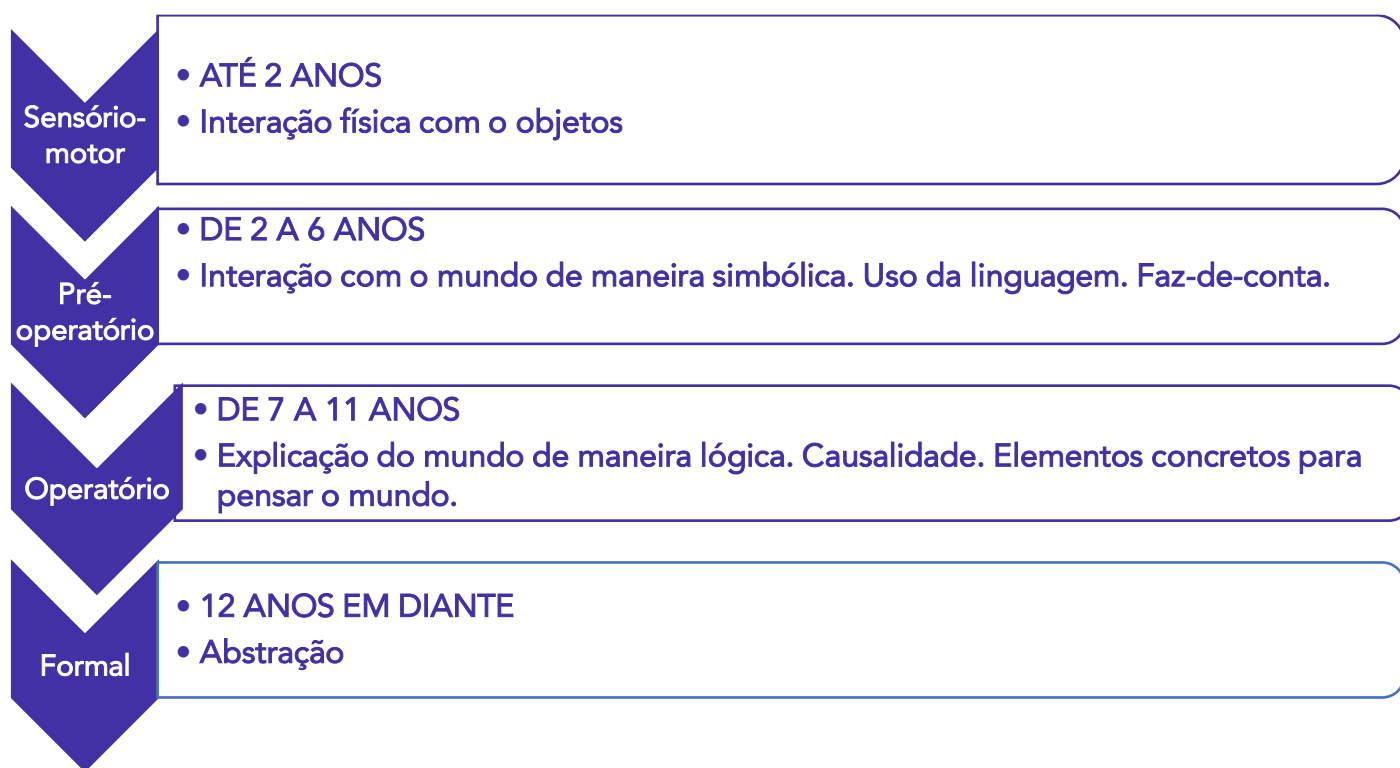 Sensório-
motor
• ATÉ 2 ANOS
• Interação física com o objetos
Pré-
operatório
• DE 2 A 6 ANOS
• Interação com o mundo de maneira simbólica. Uso da linguagem. Faz-de-conta.
Operatório
• DE 7 A 11 ANOS
• Explicação do mundo de maneira lógica. Causalidade. Elementos concretos para
pensar o mundo.
Formal
• 12 ANOS EM DIANTE
• Abstração